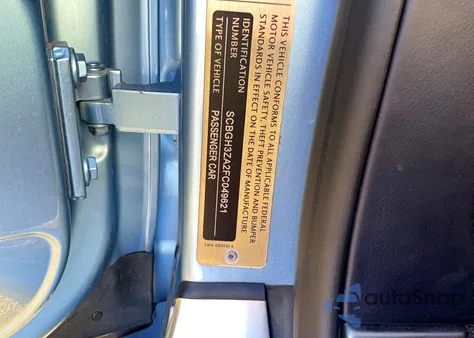 THIS VEHICLE CONFORMS TO ALL APPLICABLE FEDERAL
MOTOR VEHICLE SAFETY, THEFT PREVENTION AND BUMPER
STANDARDS IN EFFECT ON THE DATE OF MANUFACTURE
IDENTIFICATION
NUMBER
SCBGH3ZA2FC049621
TYPE OF VEHICLE
PASSENGER CAR
autoSnap